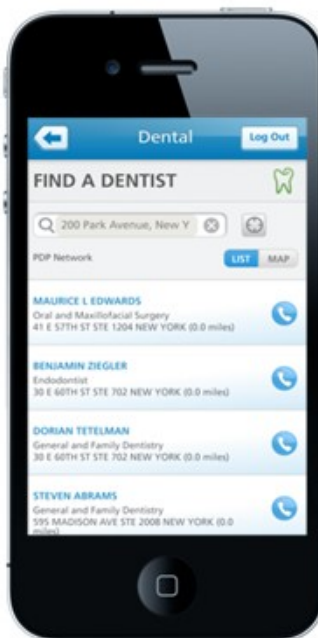 Dental
Log Out
FIND A DENTIST
200 Park Avenue, New Y
PDP Network
LIST
MAP
MAURICE L EDWARDS
Oral and Maxillofacial Surgery
41 E 57TH ST STE 1204 NEW YORK (0.0 miles)
BENJAMIN ZIEGLER
Endodontist
30 E 60TH ST STE 702 NEW YORK (0.0 miles)
DORIAN TETELMAN
General and Family Dentistry
30 E 60TH ST STE 702 NEW YORK (0.0 miles)
STEVEN ABRAMS
General and Family Dentistry
595 MADISON AVE STE 2008 NEW YORK (0.0
miles)